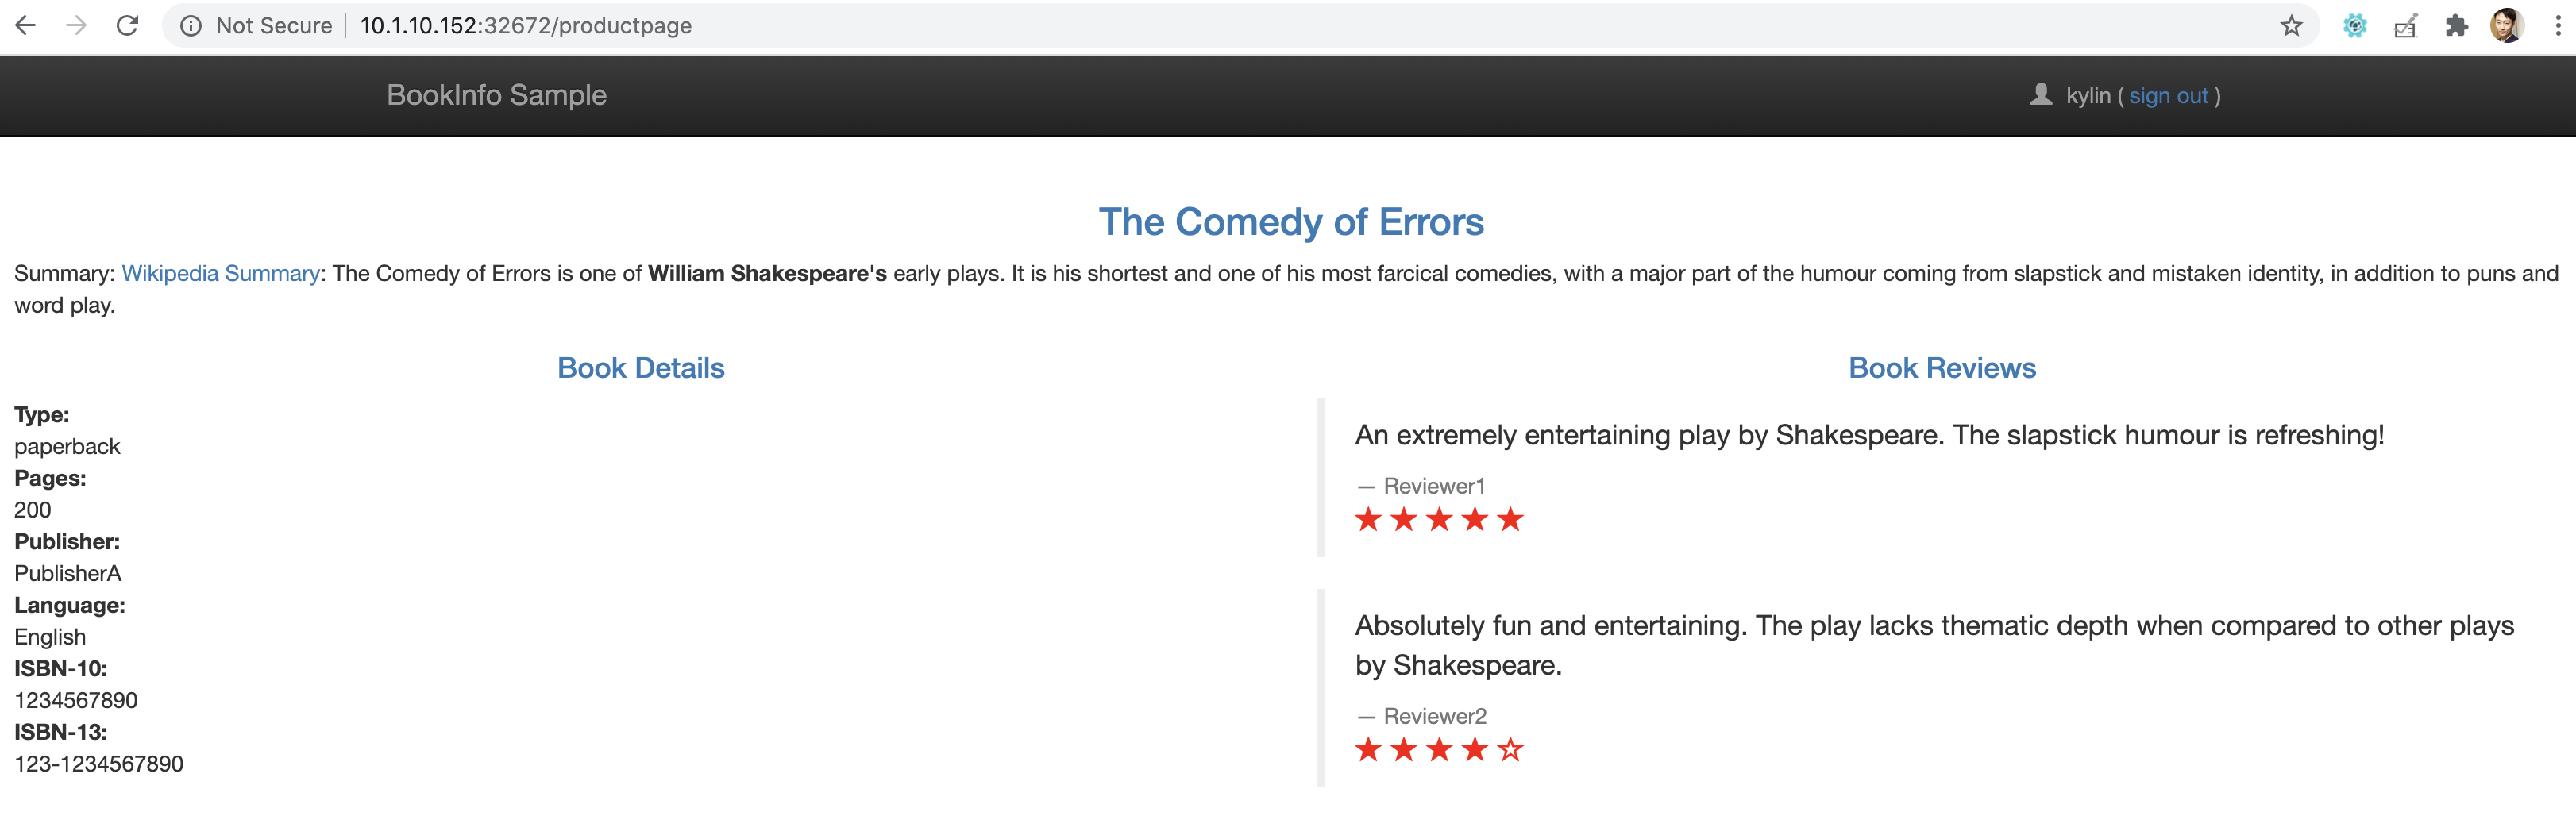 Not Secure 10.1.10.152:32672/productpage
BookInfo Sample
kylin ( sign out )
The Comedy of Errors
Summary: Wikipedia Summary: The Comedy of Errors is one of William Shakespeare's early plays. It is his shortest and one of his most farcical comedies, with a major part of the humour coming from slapstick and mistaken identity, in addition to puns and
word play.
Book Details
Type:
paperback
Pages:
200
Publisher:
PublisherA
Language:
English
ISBN-10:
1234567890
ISBN-13:
123-1234567890
Book Reviews
An extremely entertaining play by Shakespeare. The slapstick humour is refreshing!
— Reviewer1
Absolutely fun and entertaining. The play lacks thematic depth when compared to other plays
by Shakespeare.
— Reviewer2